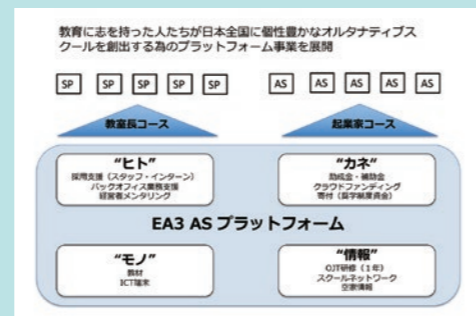 教育に志を持った人たちが日本全国に個性豊かなオルタナティブス
クールを創出する為のプラットフォーム事業を展開
SP SP SP SP SP AS AS AS AS AS
教室長コース 起業家コース
“ヒト”
採用支援（スタッフ・インターン）
バックオフィス業務支援
経営者メンタリング
“カネ”
助成金・補助金
クラウドファンディング
寄付（奨学制度資金）
EA3 AS プラットフォーム
“モノ”
教材
ICT端末
“情報”
OJT研修（１年）
スクールネットワーク
空家情報